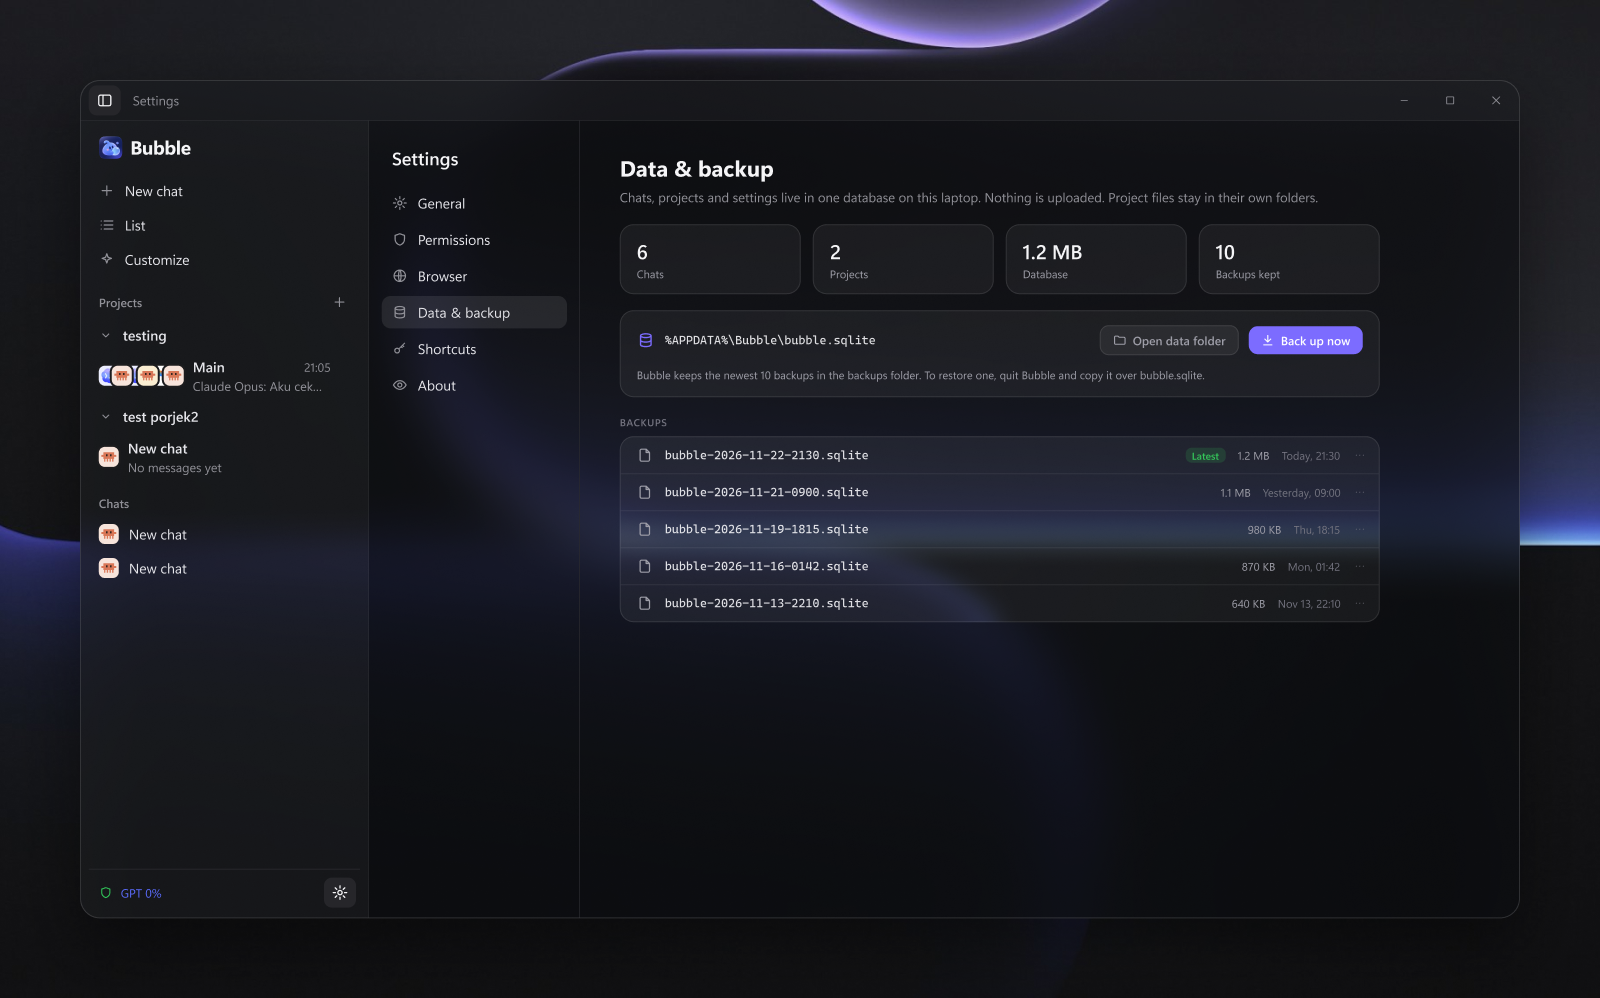 Settings
Bubble
New chat
List
Customize
Projects
testing
Main 21:05
Claude Opus: Aku cek...
test porjek2
New chat
No messages yet
Chats
New chat
New chat
GPT 0%
Settings
General
Permissions
Browser
Data & backup
Shortcuts
About
Data & backup
Chats, projects and settings live in one database on this laptop. Nothing is uploaded. Project files stay in their own folders.
6
Chats
2
Projects
1.2 MB
Database
10
Backups kept
%APPDATA%\Bubble\bubble.sqlite
Open data folder
Back up now
Bubble keeps the newest 10 backups in the backups folder. To restore one, quit Bubble and copy it over bubble.sqlite.
BACKUPS
bubble-2026-11-22-2130.sqlite Latest 1.2 MB Today, 21:30
bubble-2026-11-21-0900.sqlite 1.1 MB Yesterday, 09:00
bubble-2026-11-19-1815.sqlite 980 KB Thu, 18:15
bubble-2026-11-16-0142.sqlite 870 KB Mon, 01:42
bubble-2026-11-13-2210.sqlite 640 KB Nov 13, 22:10